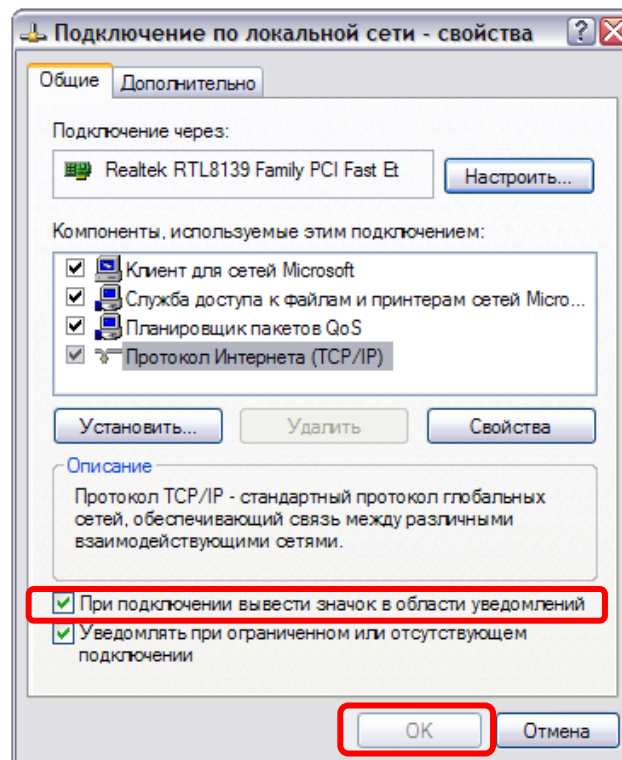 Подключение по локальной сети - свойства
Общие
Дополнительно
Подключение через:
Realtek RTL8139 Family PCI Fast Et
Настроить...
Компоненты, используемые этим подключением:
Клиент для сетей Microsoft
Служба доступа к файлам и принтерам сетей Micro...
Планировщик пакетов QoS
Протокол Интернета (TCP/IP)
Установить...
Удалить
Свойства
Описание
Протокол TCP/IP - стандартный протокол глобальных
сетей, обеспечивающий связь между различными
взаимодействующими сетями.
При подключении вывести значок в области уведомлений
Уведомлять при ограниченном или отсутствующем
подключении
OK
Отмена